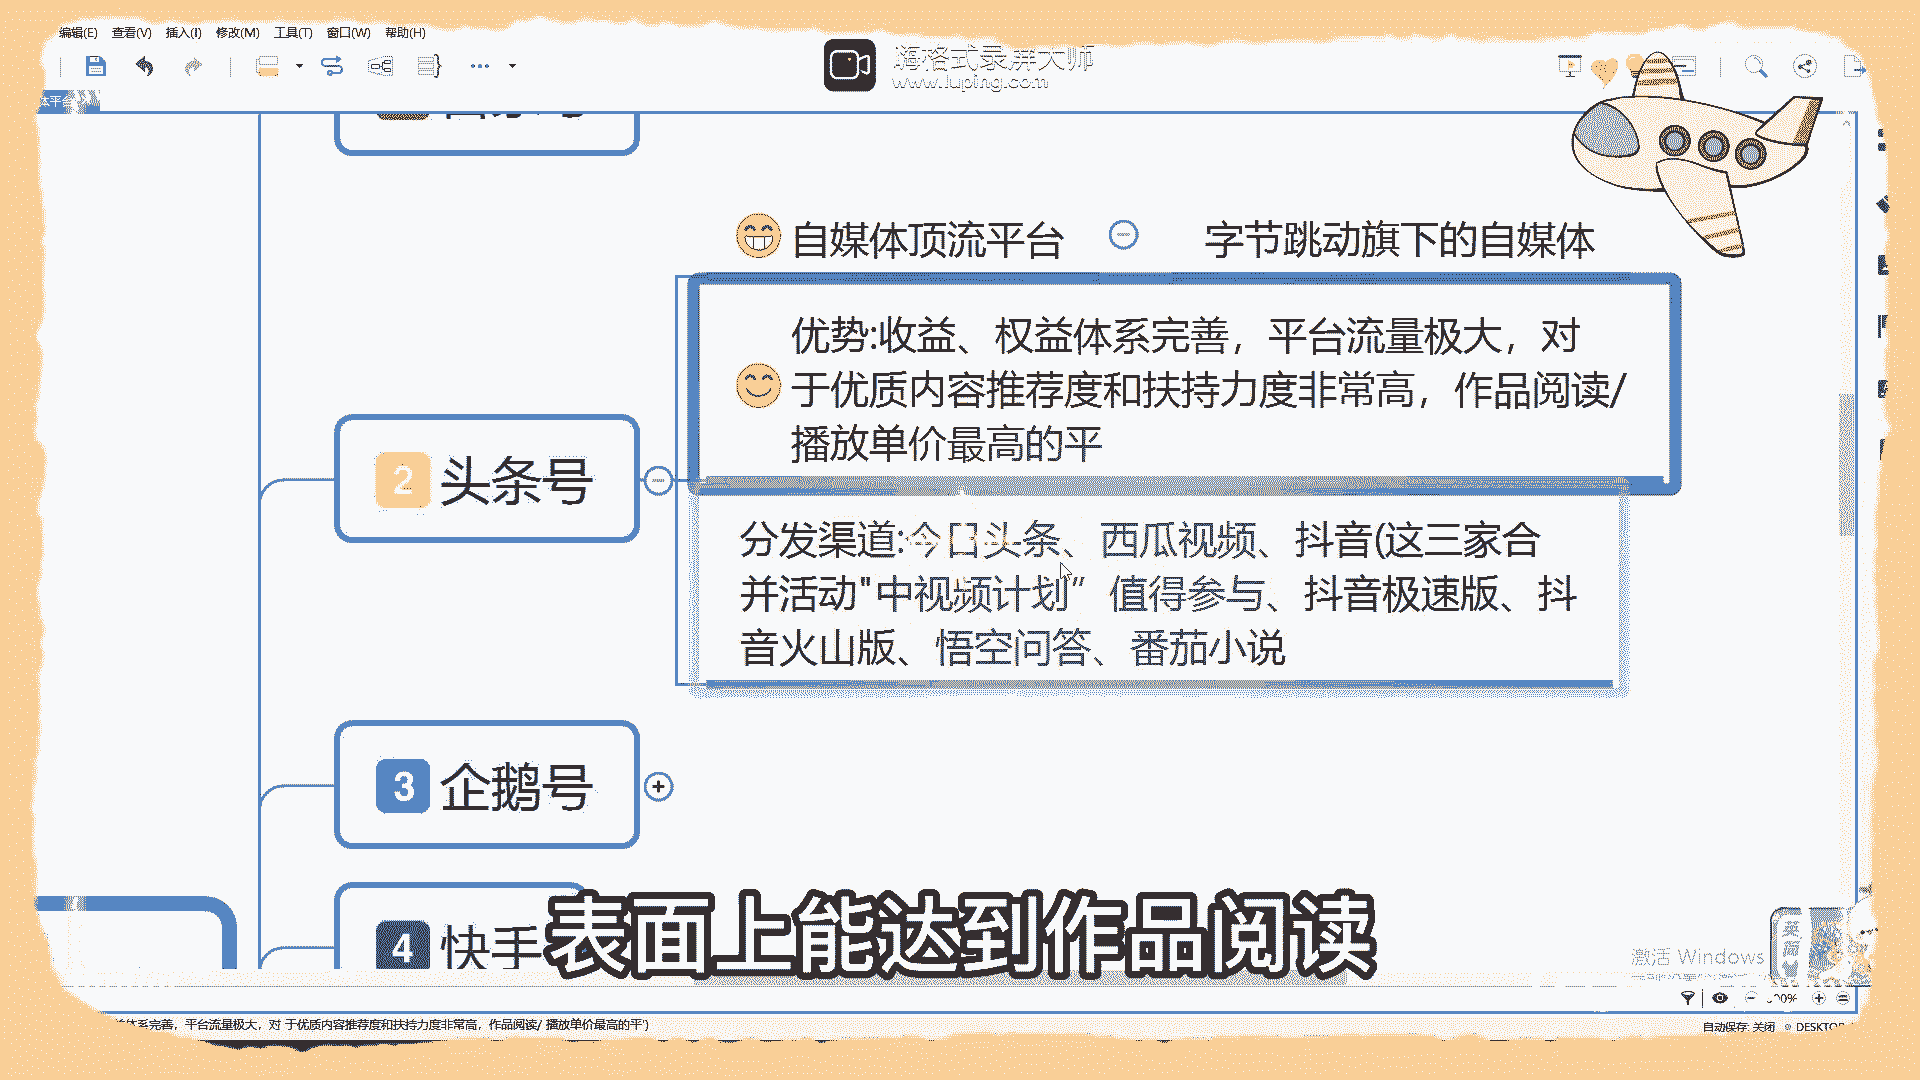 编辑(E) 查看(V) 插入(I) 修改(M) 工具(T) 窗口(W) 帮助(H)
嗨格式录屏大师
www.luping.com
体平台
自媒体顶流平台
字节跳动旗下的自媒体
优势:收益、权益体系完善，平台流量极大，对
于优质内容推荐度和扶持力度非常高，作品阅读/
播放单价最高的平
2 头条号
分发渠道:今日头条、西瓜视频、抖音(这三家合
并活动"中视频计划” 值得参与、抖音极速版、抖
音火山版、悟空问答、番茄小说
3 企鹅号
4 快手
表面上能达到作品阅读
激活 Windows
体系完善，平台流量极大，对 于优质内容推荐度和扶持力度非常高，作品阅读/ 播放单价最高的平')
自动保存: 关闭